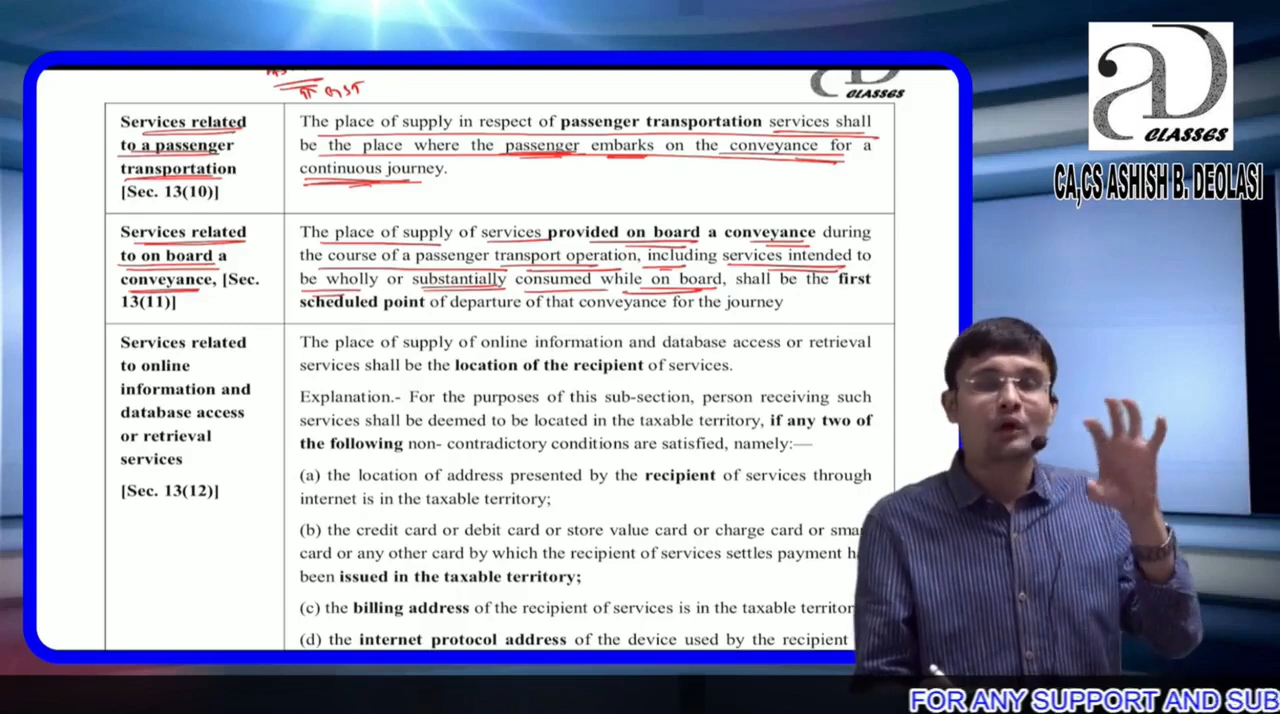 GST
CLASSES
Services related
to a passenger
transportation
[Sec. 13(10)]
The place of supply in respect of passenger transportation services shall
be the place where the passenger embarks on the conveyance for a
continuous journey.
Services related
to on board a
conveyance, [Sec.
13(11)]
The place of supply of services provided on board a conveyance during
the course of a passenger transport operation, including services intended to
be wholly or substantially consumed while on board, shall be the first
scheduled point of departure of that conveyance for the journey
Services related
to online
information and
database access
or retrieval
services
[Sec. 13(12)]
The place of supply of online information and database access or retrieval
services shall be the location of the recipient of services.
Explanation.- For the purposes of this sub-section, person receiving such
services shall be deemed to be located in the taxable territory, if any two of
the following non- contradictory conditions are satisfied, namely:—
(a) the location of address presented by the recipient of services through
internet is in the taxable territory;
(b) the credit card or debit card or store value card or charge card or smar
card or any other card by which the recipient of services settles payment ha
been issued in the taxable territory;
(c) the billing address of the recipient of services is in the taxable territor
(d) the internet protocol address of the device used by the recipient
aD
CLASSES
CA,CS ASHISH B. DEOLASI
FOR ANY SUPPORT AND SUB